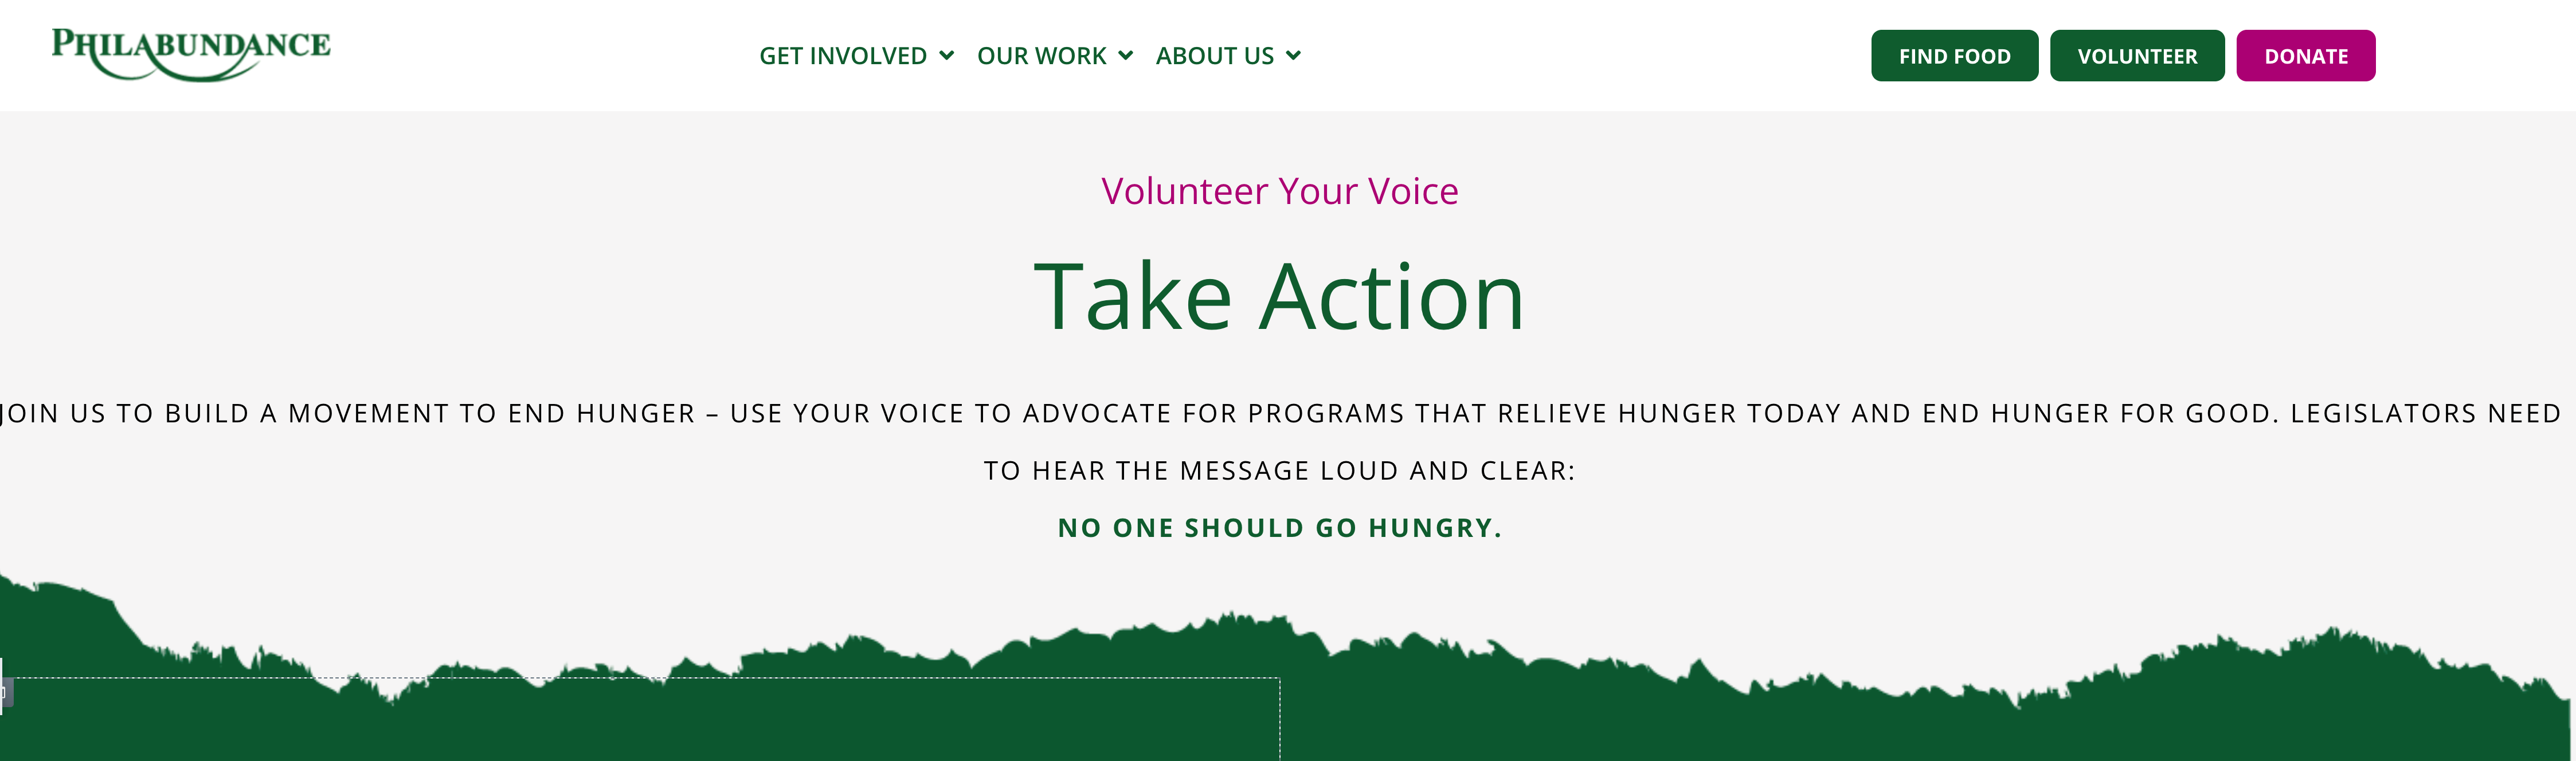 PHILABUNDANCE
GET INVOLVED OUR WORK ABOUT US FIND FOOD VOLUNTEER DONATE
Volunteer Your Voice
Take Action
JOIN US TO BUILD A MOVEMENT TO END HUNGER – USE YOUR VOICE TO ADVOCATE FOR PROGRAMS THAT RELIEVE HUNGER TODAY AND END HUNGER FOR GOOD. LEGISLATORS NEED
TO HEAR THE MESSAGE LOUD AND CLEAR:
NO ONE SHOULD GO HUNGRY.